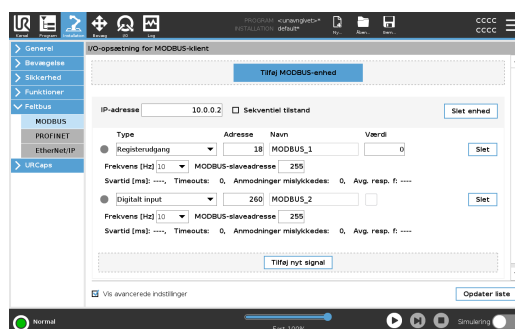 PROGRAM <unavngivet>*
INSTALLATION default*
CCCC
CCCC
Kørsel Program Installation Bevæg I/O Log
Ny... Åbn... Gem...
Generel
I/O-opsætning for MODBUS-klient
Bevægelse
Sikkerhed
Funktioner
Feltbus
MODBUS
PROFINET
EtherNet/IP
URCaps
Tilføj MODBUS-enhed
IP-adresse 10.0.0.2 Sekventiel tilstand Slet enhed
Type Adresse Navn Værdi
Registerudgang 18 MODBUS_1 0 Slet
Frekvens [Hz] 10 MODBUS-slaveadresse 255
Svartid [ms]: ----, Timeouts: 0, Anmodninger mislykkedes: 0, Avg. resp. f: ----
Digitalt input 260 MODBUS_2 Slet
Frekvens [Hz] 10 MODBUS-slaveadresse 255
Svartid [ms]: ----, Timeouts: 0, Anmodninger mislykkedes: 0, Avg. resp. f: ----
Tilføj nyt signal
Vis avancerede indstillinger Opdater liste
Normal
100%
Simulering